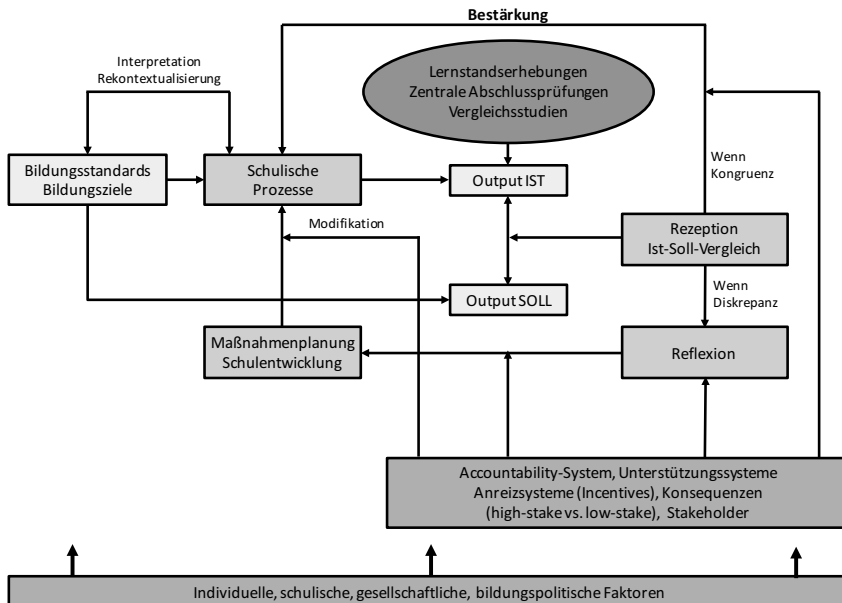 Bestärkung
Interpretation
Rekontextualisierung
Lernstandserhebungen
Zentrale Abschlussprüfungen
Vergleichsstudien
Bildungsstandards
Bildungsziele
Schulische
Prozesse
Output IST
Wenn
Kongruenz
Modifikation
Rezeption
Ist-Soll-Vergleich
Output SOLL
Wenn
Diskrepanz
Maßnahmenplanung
Schulentwicklung
Reflexion
Accountability-System, Unterstützungssysteme
Anreizsysteme (Incentives), Konsequenzen
(high-stake vs. low-stake), Stakeholder
Individuelle, schulische, gesellschaftliche, bildungspolitische Faktoren